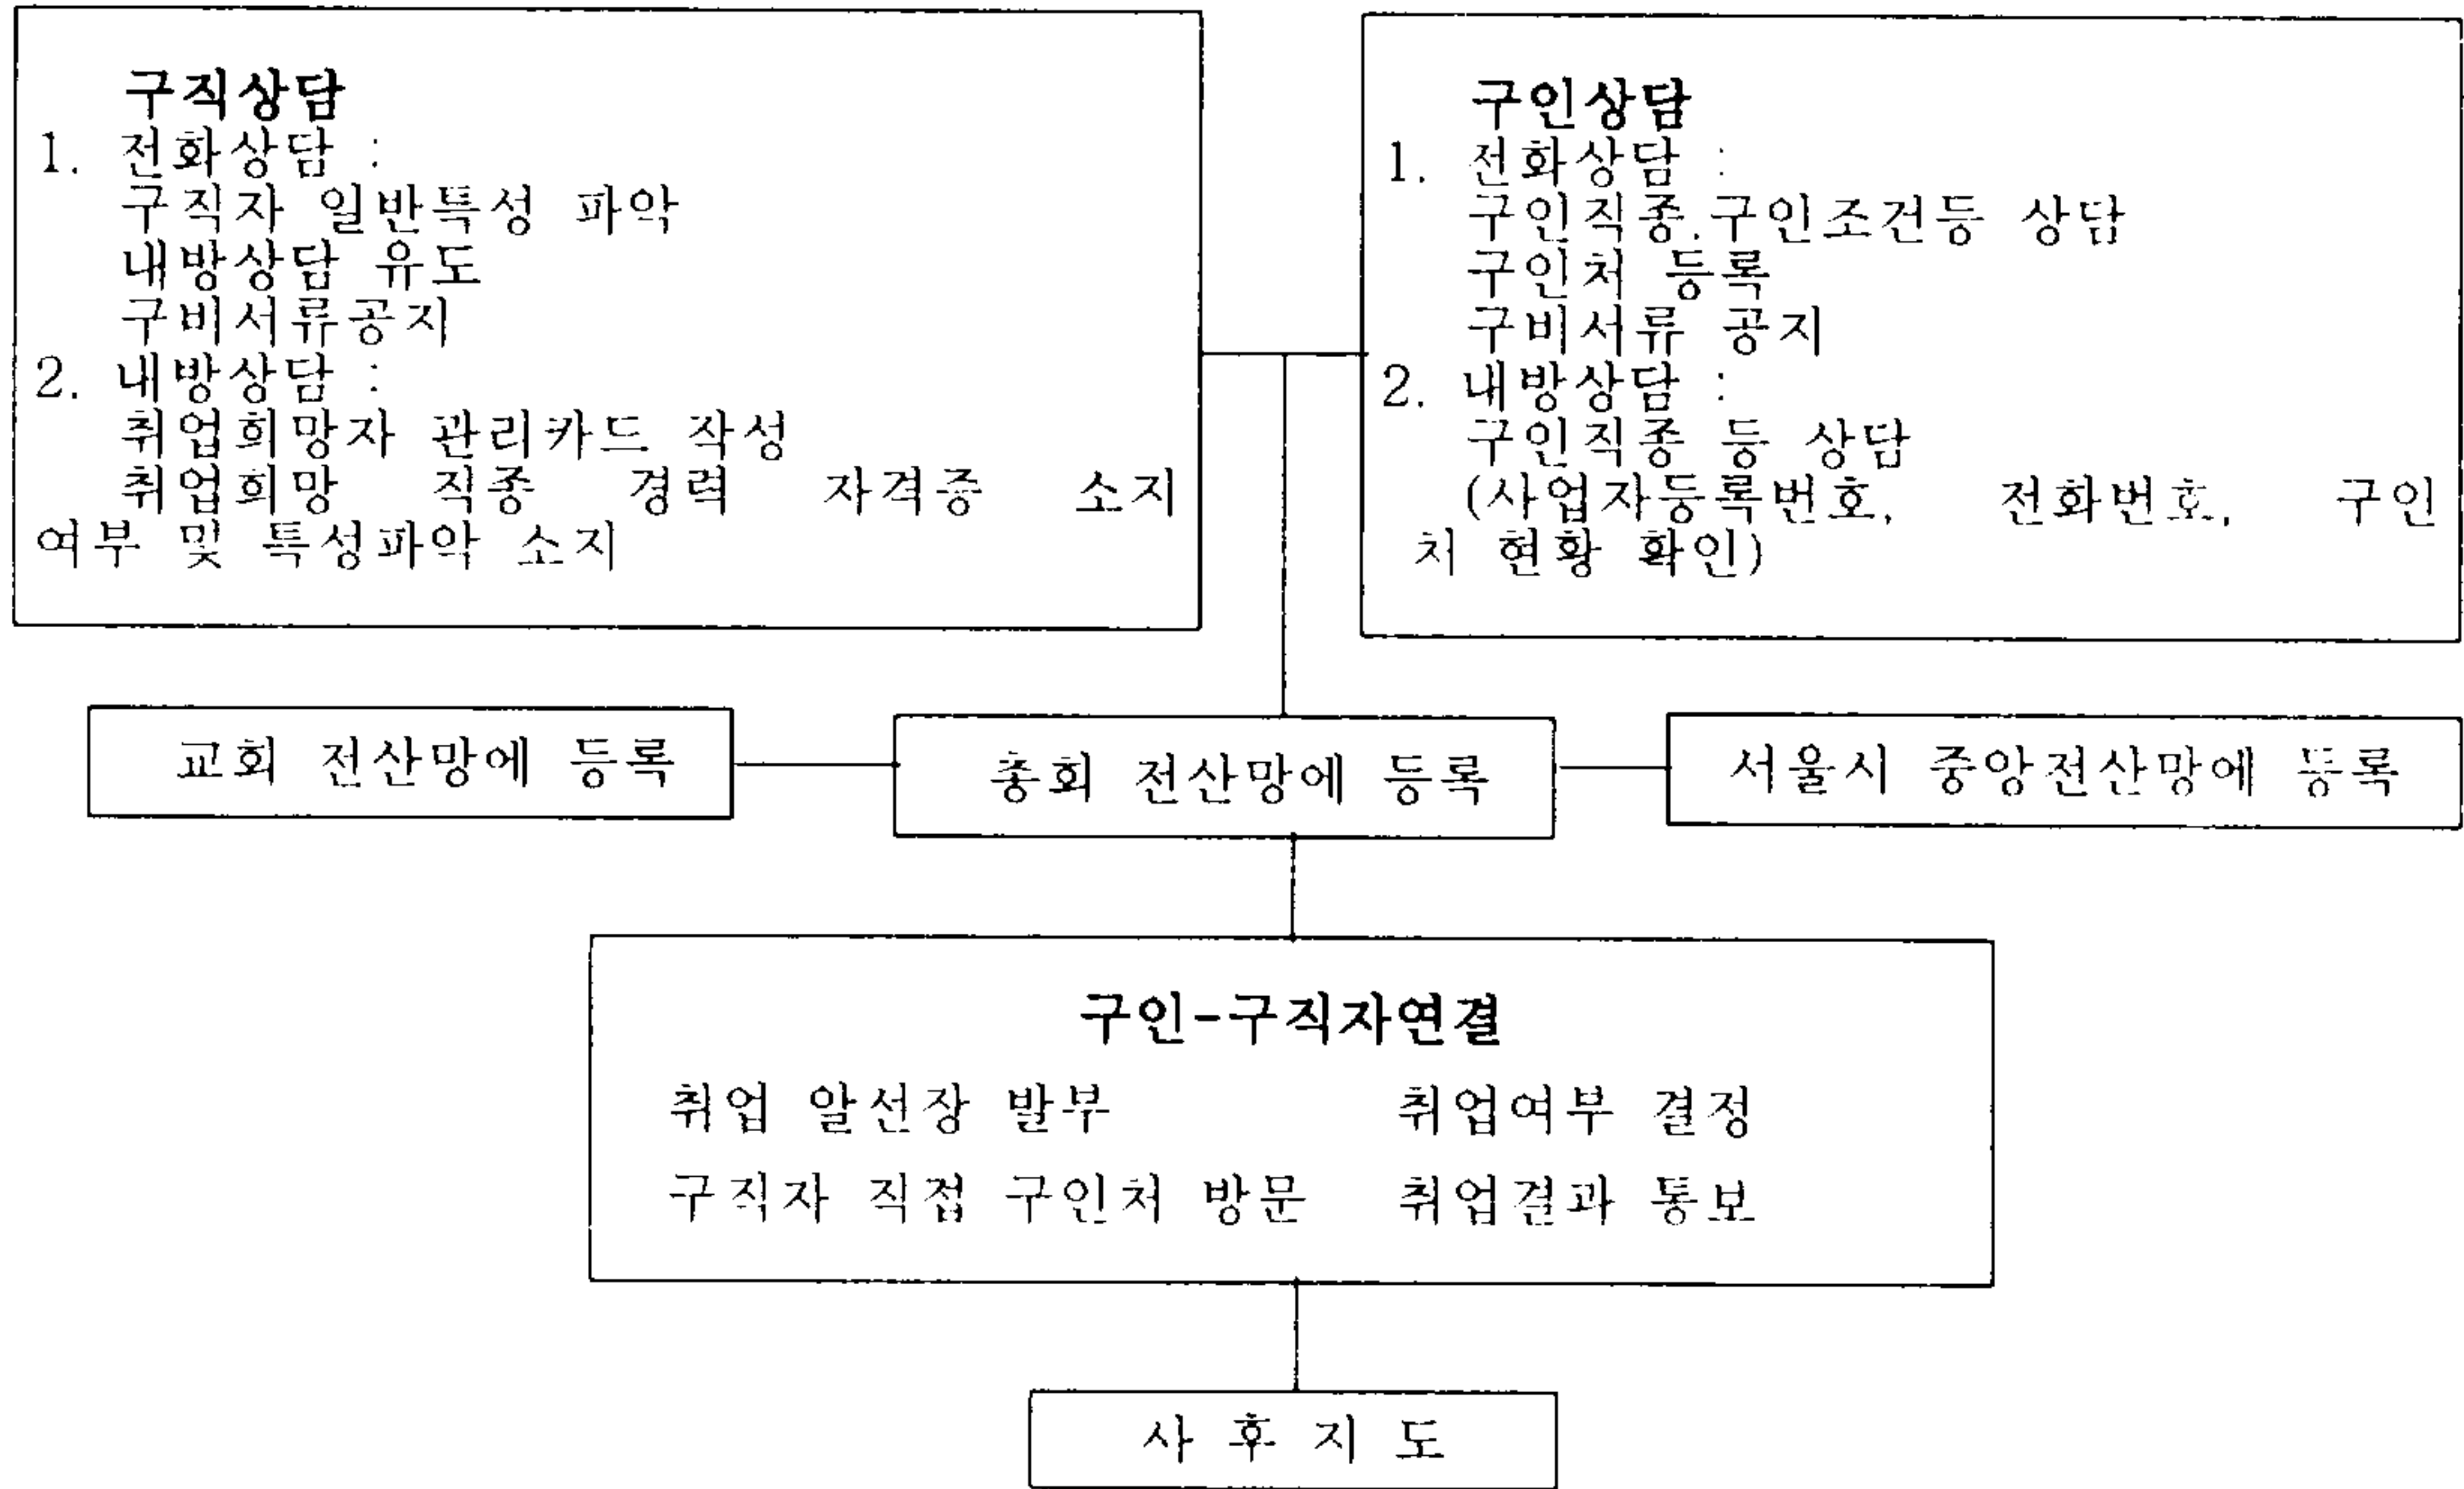 구직상담
1. 전화상담 :
구직자 일반특성 파악
내방상담 유도
구비서류공지
2. 내방상담 :
취업희망자 관리카드 작성
취업희망 직종 경력 자격증 소지
여부 및 특성파악 소지
구인상담
1. 전화상담 :
구인직종,구인조건등 상담
구인처 등록
구비서류 공지
2. 내방상담 :
구인직종 등 상담
(사업자등록번호, 전화번호, 구인
처 현황 확인)
교회 전산망에 등록
총회 전산망에 등록
서울시 중앙전산망에 등록
구인-구직자연결
취업 알선장 발부 취업여부 결정
구직자 직접 구인처 방문 취업결과 통보
사 후 지 도